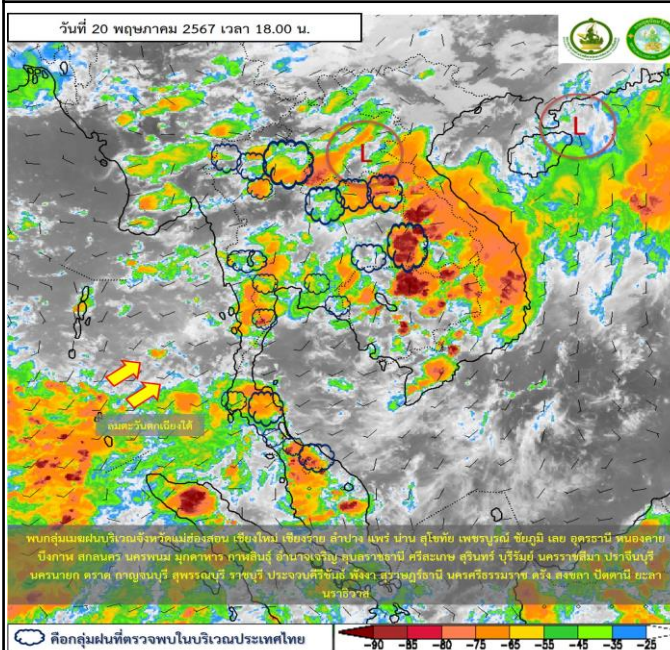 วันที่ 20 พฤษภาคม 2567 เวลา 18.00 น.
L
L
ลมตะวันตกเฉียงใต้
พบกลุ่มเมฆฝนบริเวณจังหวัดแม่ฮ่องสอน เชียงใหม่ เชียงราย ลำปาง แพร่ น่าน สุโขทัย เพชรบูรณ์ ชัยภูมิ เลย อุดรธานี หนองคาย
บึงกาฬ สกลนคร นครพนม มุกดาหาร กาฬสินธุ์ อำนาจเจริญ อุบลราชธานี ศรีสะเกษ สุรินทร์ บุรีรัมย์ นครราชสีมา ปราจีนบุรี
นครนายก ตราด กาญจนบุรี สุพรรณบุรี ราชบุรี ประจวบคีรีขันธ์ พังงา สุราษฎร์ธานี นครศรีธรรมราช ตรัง สงขลา ปัตตานี ยะลา
นราธิวาส
คือกลุ่มฝนที่ตรวจพบในบริเวณประเทศไทย
-90 -85 -80 -75 -65 -55 -45 -35 -25